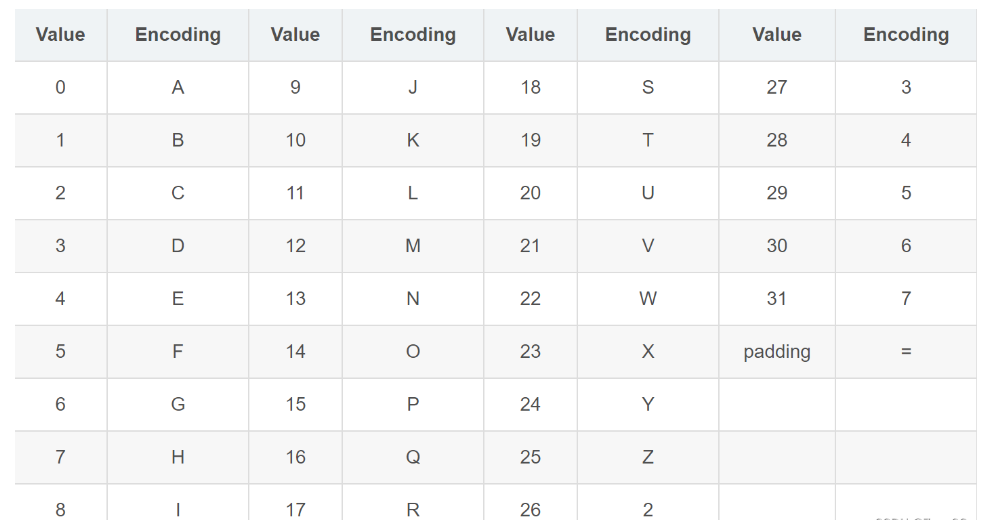 Value Encoding Value Encoding Value Encoding Value Encoding
0 A 9 J 18 S 27 3
1 B 10 K 19 T 28 4
2 C 11 L 20 U 29 5
3 D 12 M 21 V 30 6
4 E 13 N 22 W 31 7
5 F 14 O 23 X padding =
6 G 15 P 24 Y
7 H 16 Q 25 Z
8 I 17 R 26 2